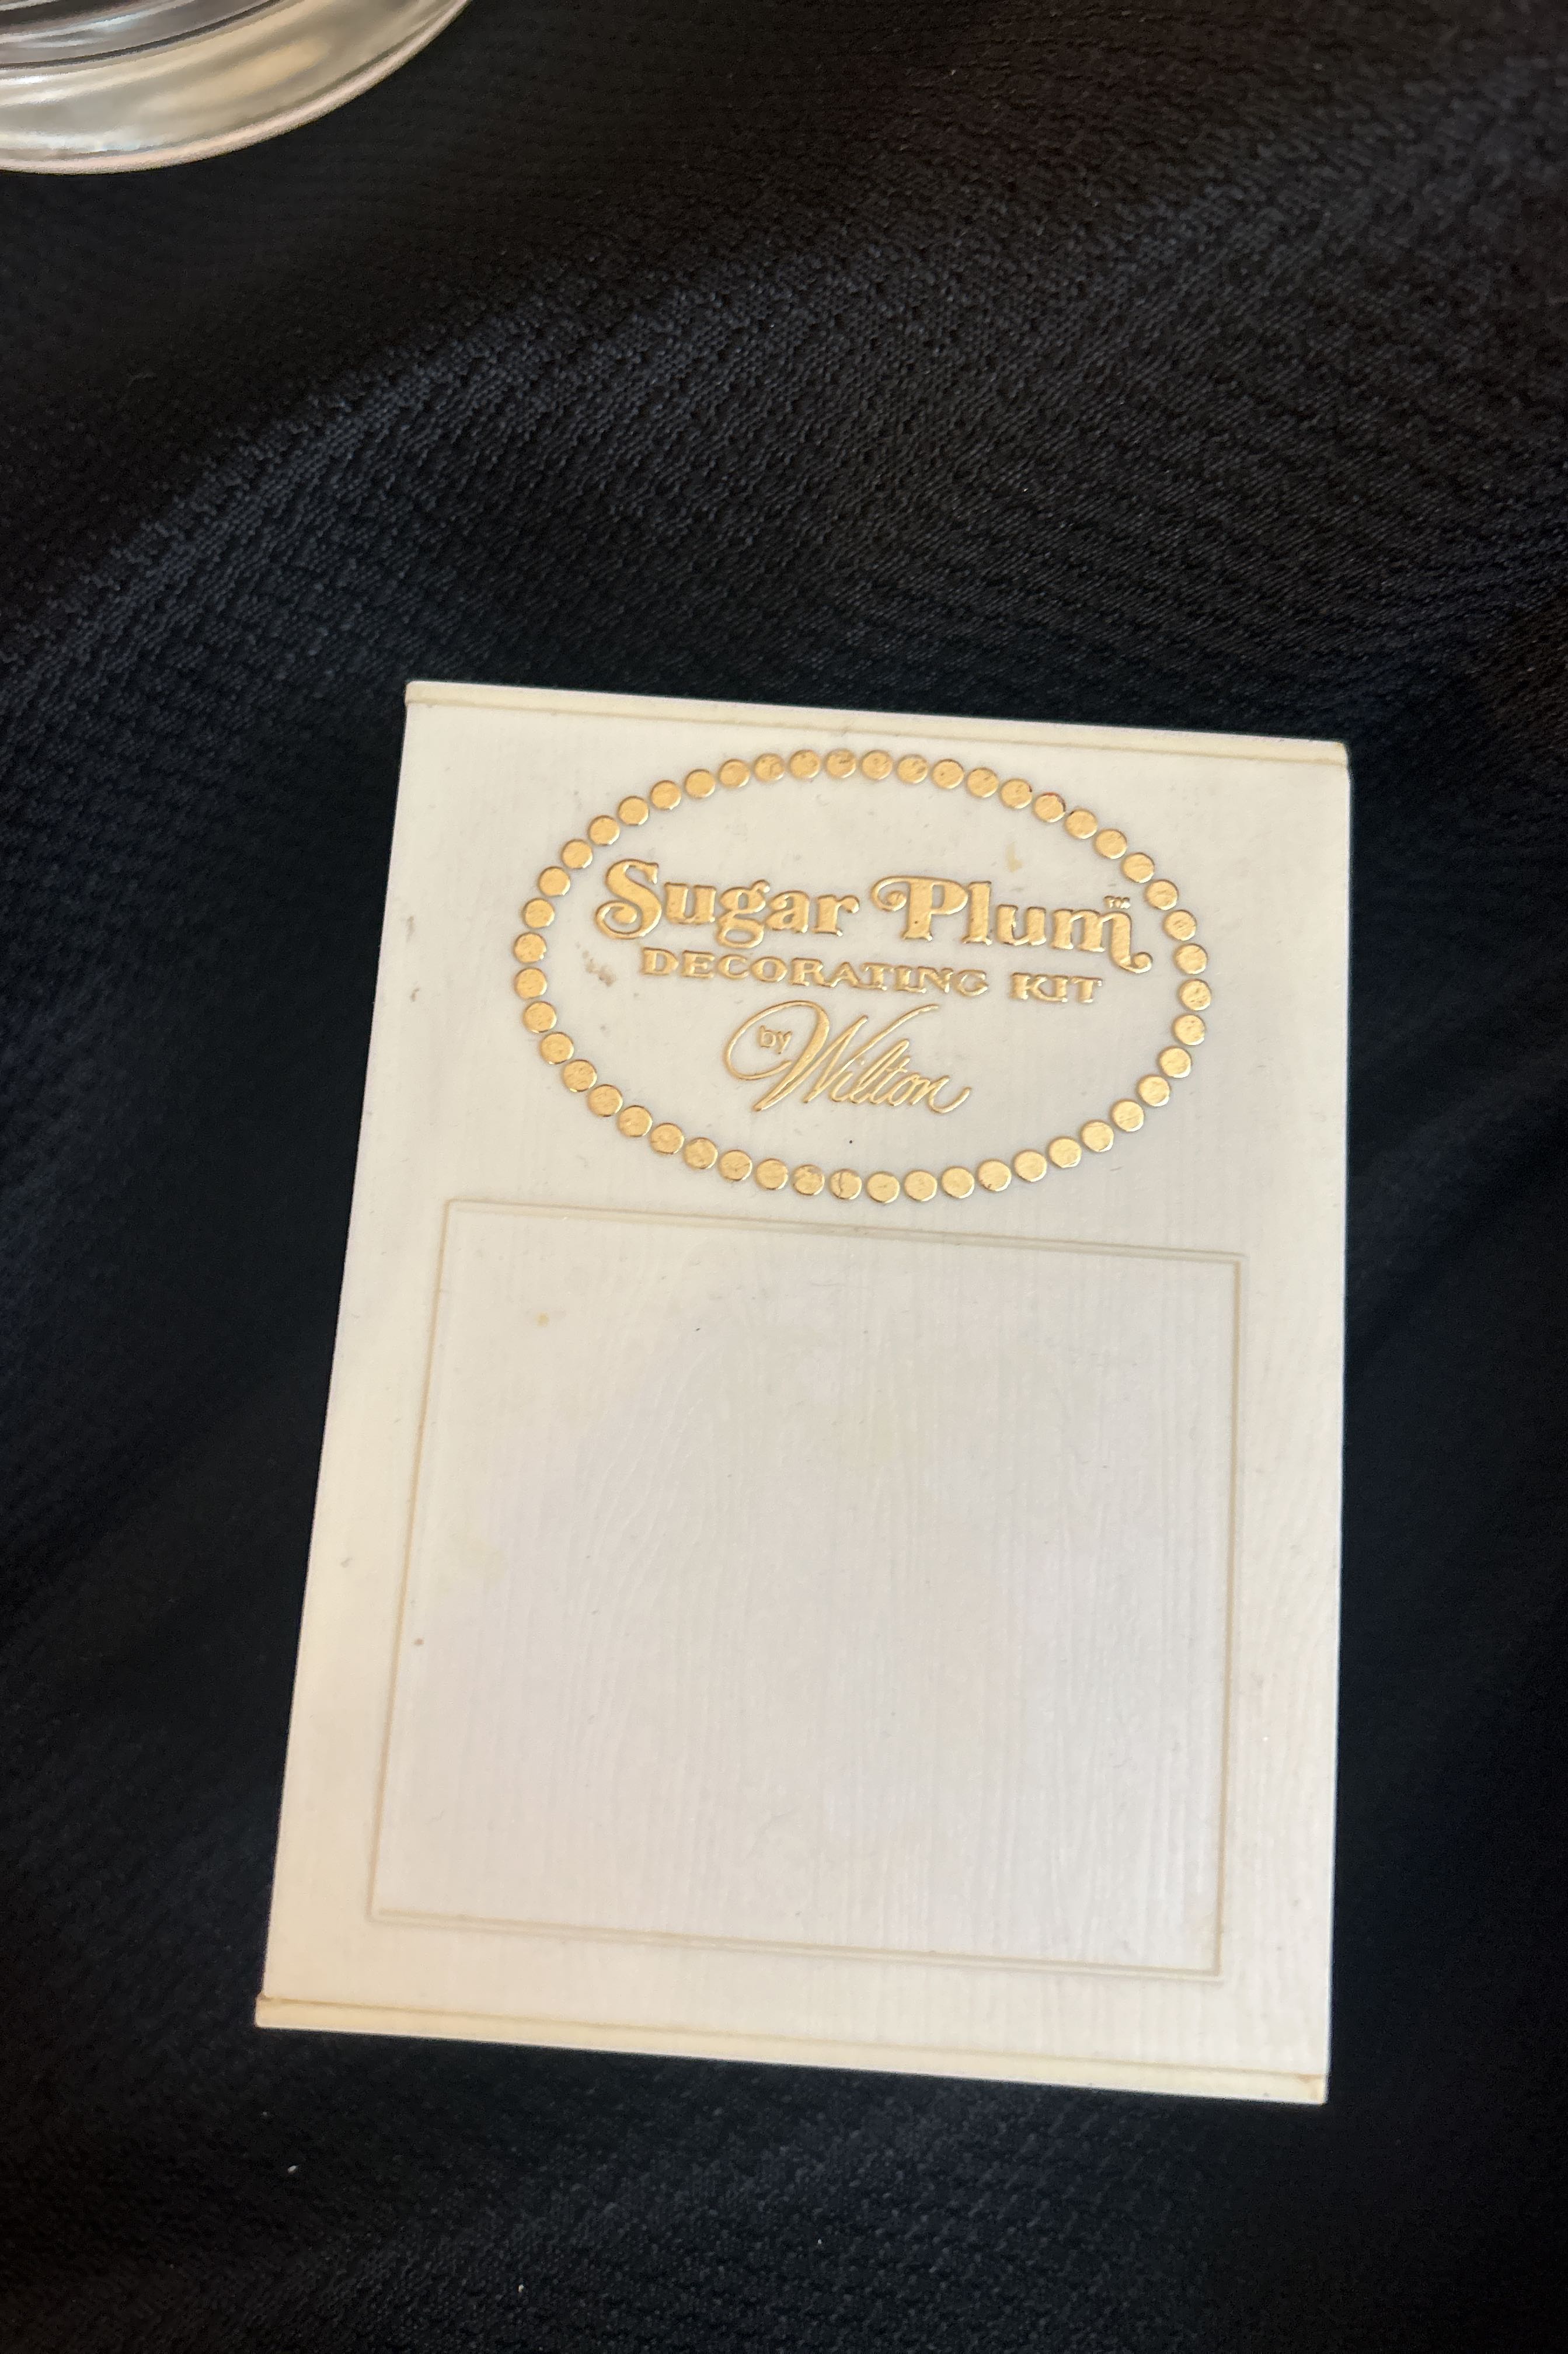 Sugar Plum™
DECORATING KIT
by Wilton